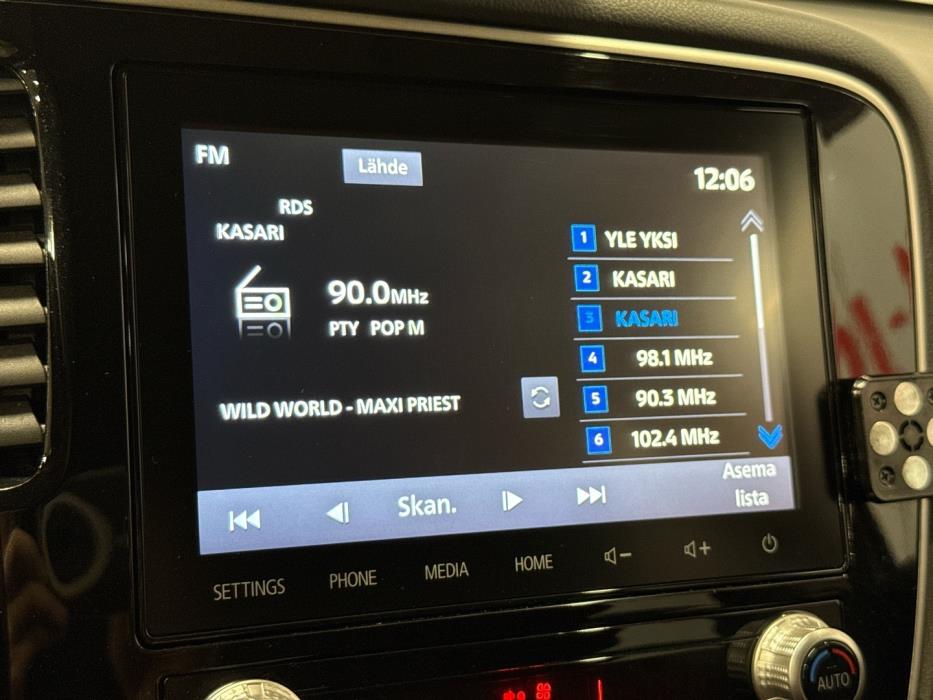 FM
Lähde
12:06
RDS
KASARI
90.0MHz
PTY POP M
WILD WORLD - MAXI PRIEST
1 YLE YKSI
2 KASARI
3 KASARI
4 98.1 MHz
5 90.3 MHz
6 102.4 MHz
Skan.
Asema
lista
SETTINGS
PHONE
MEDIA
HOME
AUTO